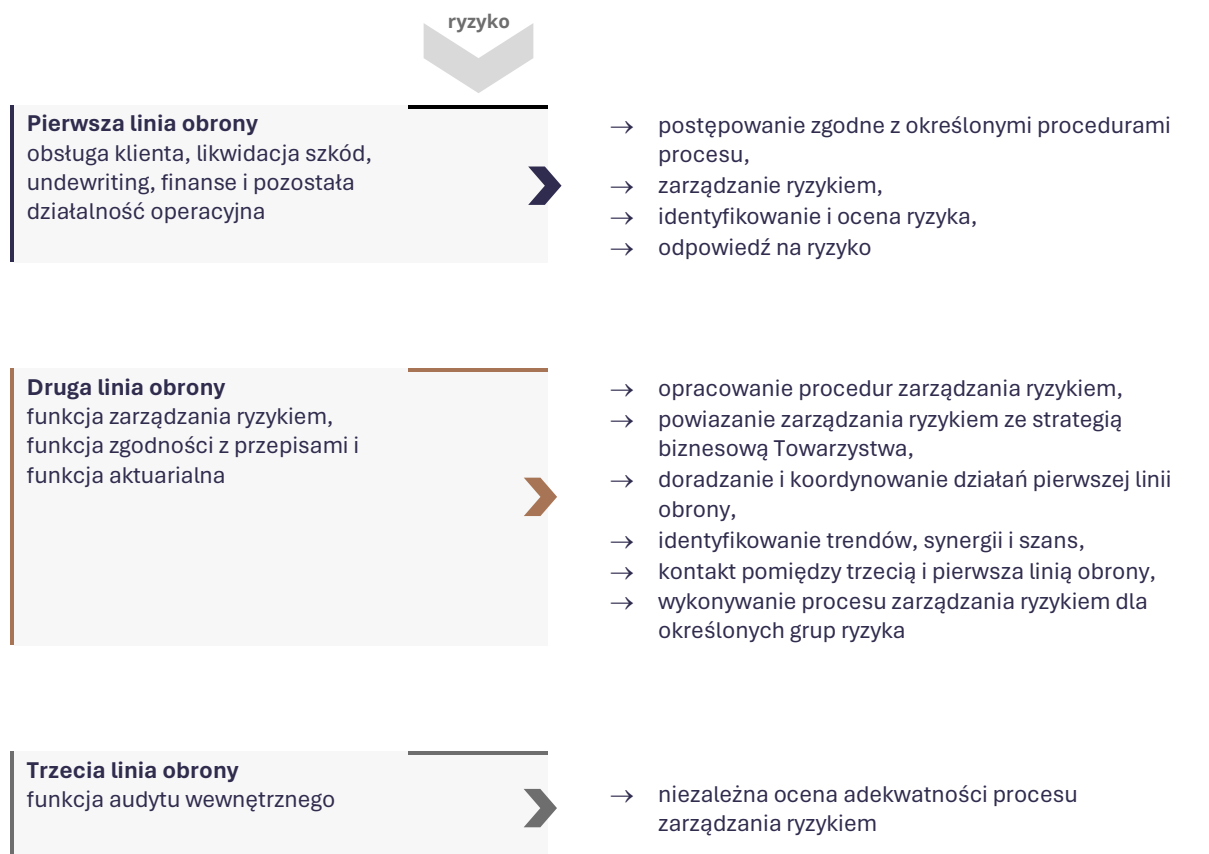 ryzyko
Pierwsza linia obrony
obsługa klienta, likwidacja szkód,
undewriting, finanse i pozostała
działalność operacyjna
→ postępowanie zgodne z określonymi procedurami
procesu,
→ zarządzanie ryzykiem,
→ identyfikowanie i ocena ryzyka,
→ odpowiedź na ryzyko
Druga linia obrony
funkcja zarządzania ryzykiem,
funkcja zgodności z przepisami i
funkcja aktuarialna
→ opracowanie procedur zarządzania ryzykiem,
→ powiazanie zarządzania ryzykiem ze strategią
biznesową Towarzystwa,
→ doradzanie i koordynowanie działań pierwszej linii
obrony,
→ identyfikowanie trendów, synergii i szans,
→ kontakt pomiędzy trzecią i pierwsza linią obrony,
→ wykonywanie procesu zarządzania ryzykiem dla
określonych grup ryzyka
Trzecia linia obrony
funkcja audytu wewnętrznego
→ niezależna ocena adekwatności procesu
zarządzania ryzykiem